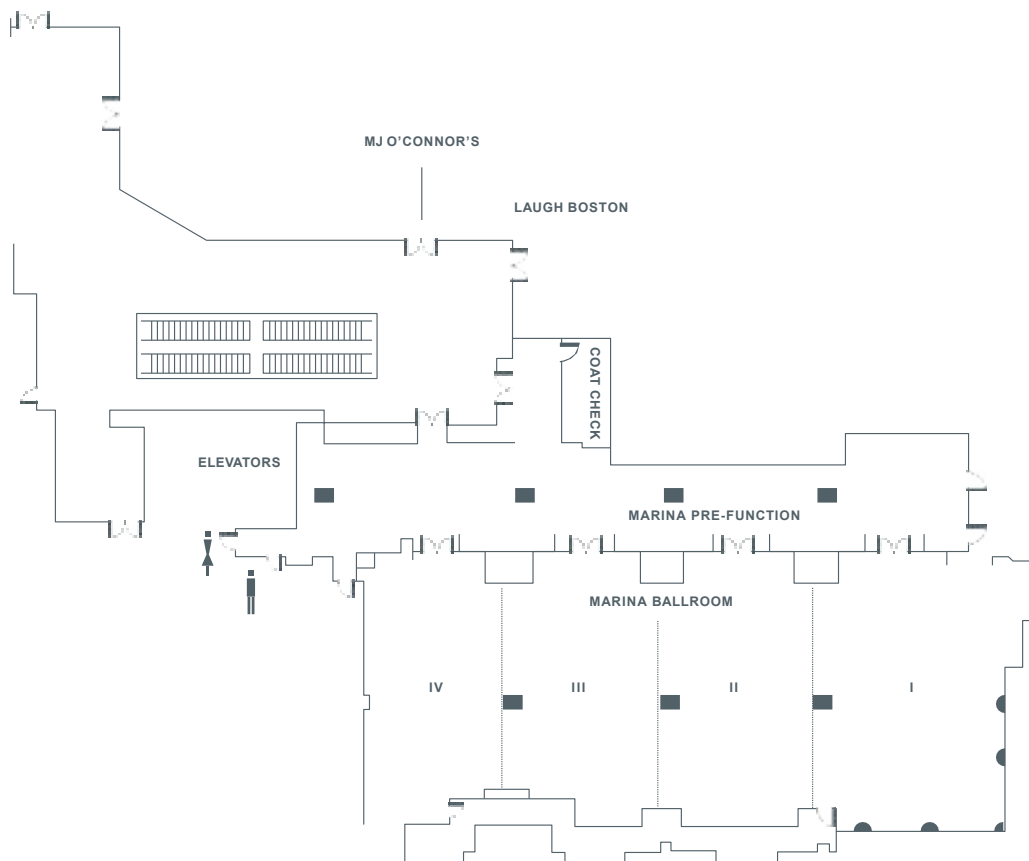 MJ O'CONNOR'S
LAUGH BOSTON
COAT CHECK
ELEVATORS
MARINA PRE-FUNCTION
MARINA BALLROOM
IV
III
II
I